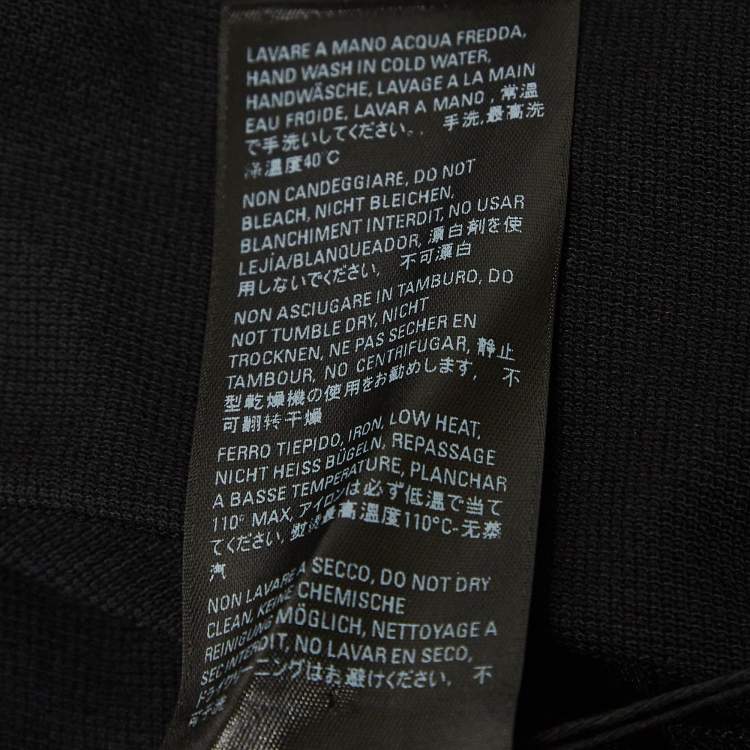 LAVARE A MANO ACQUA FREDDA,
HAND WASH IN COLD WATER,
HANDWÄSCHE, LAVAGE A LA MAIN
EAU FROIDE, LAVAR A MANO , 常温
で手洗いしてください. . 手洗,最高洗
涤温度40°C
NON CANDEGGIARE, DO NOT
BLEACH, NICHT BLEICHEN,
BLANCHIMENT INTERDIT, NO USAR
LEJÍA/BLANQUEADOR, 漂白剤を使
用しないでください. 不可漂白
NON ASCIUGARE IN TAMBURO, DO
NOT TUMBLE DRY, NICHT
TROCKNEN, NE PAS SECHER EN
TAMBOUR, NO CENTRIFUGAR, 静止
型乾燥機の使用をお勧めします. 不
可翻转干燥
FERRO TIEPIDO, IRON, LOW HEAT,
NICHT HEISS BÜGELN, REPASSAGE
A BASSE TEMPERATURE, PLANCHAR
110° MAX, アイロンは必ず低温で当て
てください. 熨烫最高温度110°C-无蒸
汽
NON LAVARE A SECCO, DO NOT DRY
CLEAN, KEINE CHEMISCHE
REINIGUNG MÖGLICH, NETTOYAGE A
SEC INTERDIT, NO LAVAR EN SECO,
ドライクリーニングはお避けください. 不